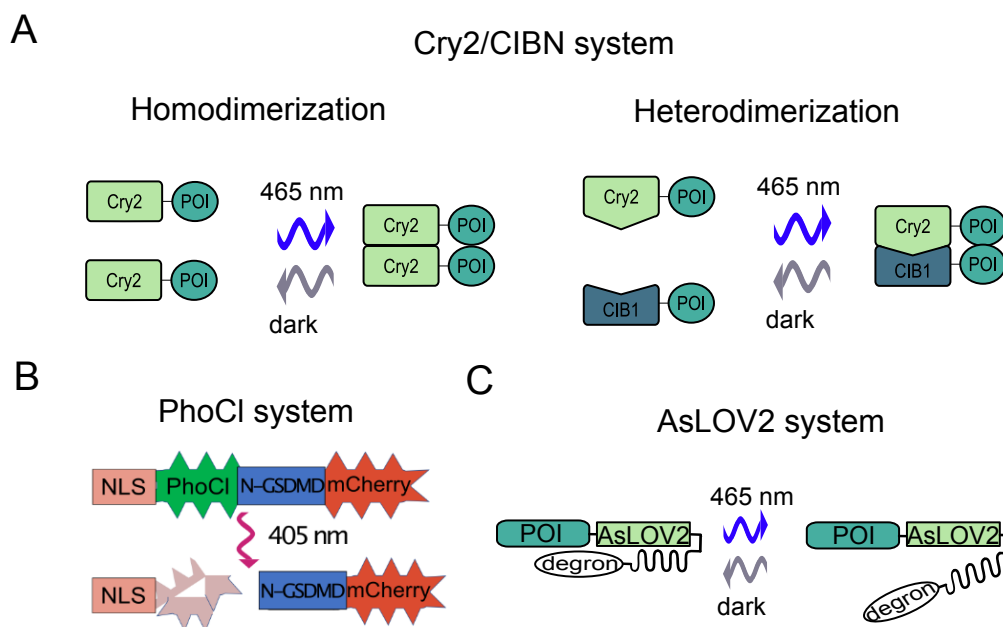 A
Cry2/CIBN system
Homodimerization
Heterodimerization
Cry2
POI
465 nm
Cry2
POI
Cry2
POI
Cry2
POI
dark
Cry2
POI
465 nm
Cry2
POI
CIB1
POI
CIB1
POI
dark
B
PhoCl system
NLS
PhoCl
N-GSDMD
mCherry
405 nm
NLS
N-GSDMD
mCherry
C
AsLOV2 system
465 nm
POI
AsLOV2
degron
dark
POI
AsLOV2
degron